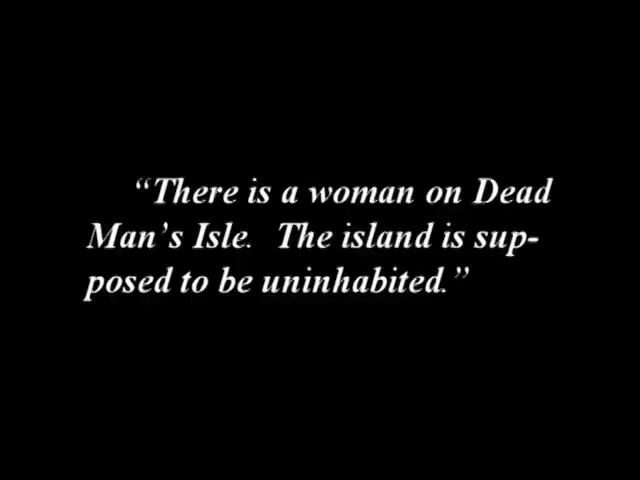 “There is a woman on Dead
Man’s Isle. The island is sup-
posed to be uninhabited.”